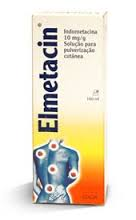 Elmetacin
Indometacina
10 mg/g
Solução para
pulverização
cutânea
100 ml